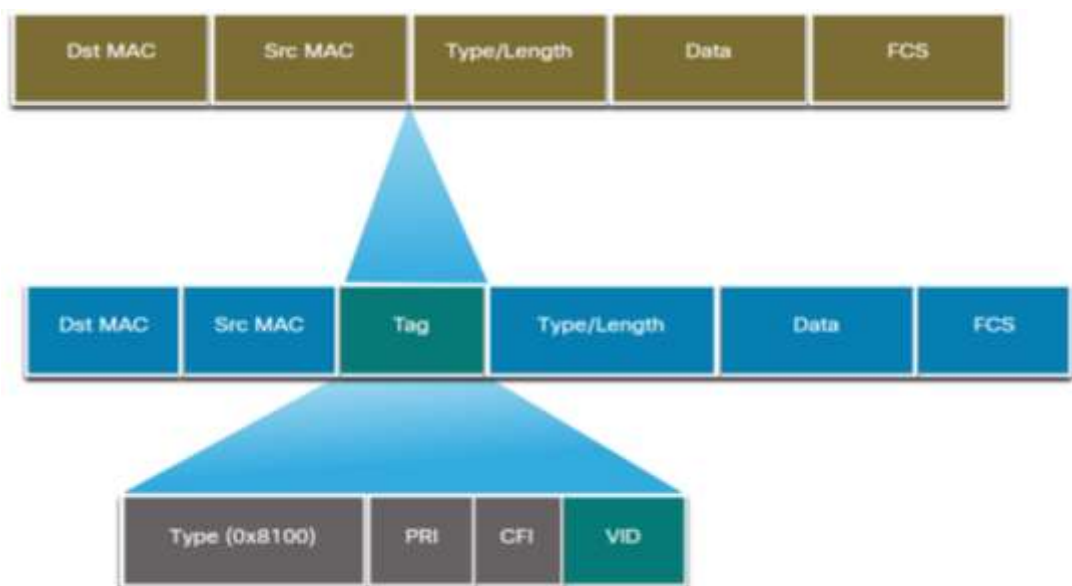 Dst MAC Src MAC Type/Length Data FCS
Dst MAC Src MAC Tag Type/Length Data FCS
Type (0x8100) PRI CFI VID